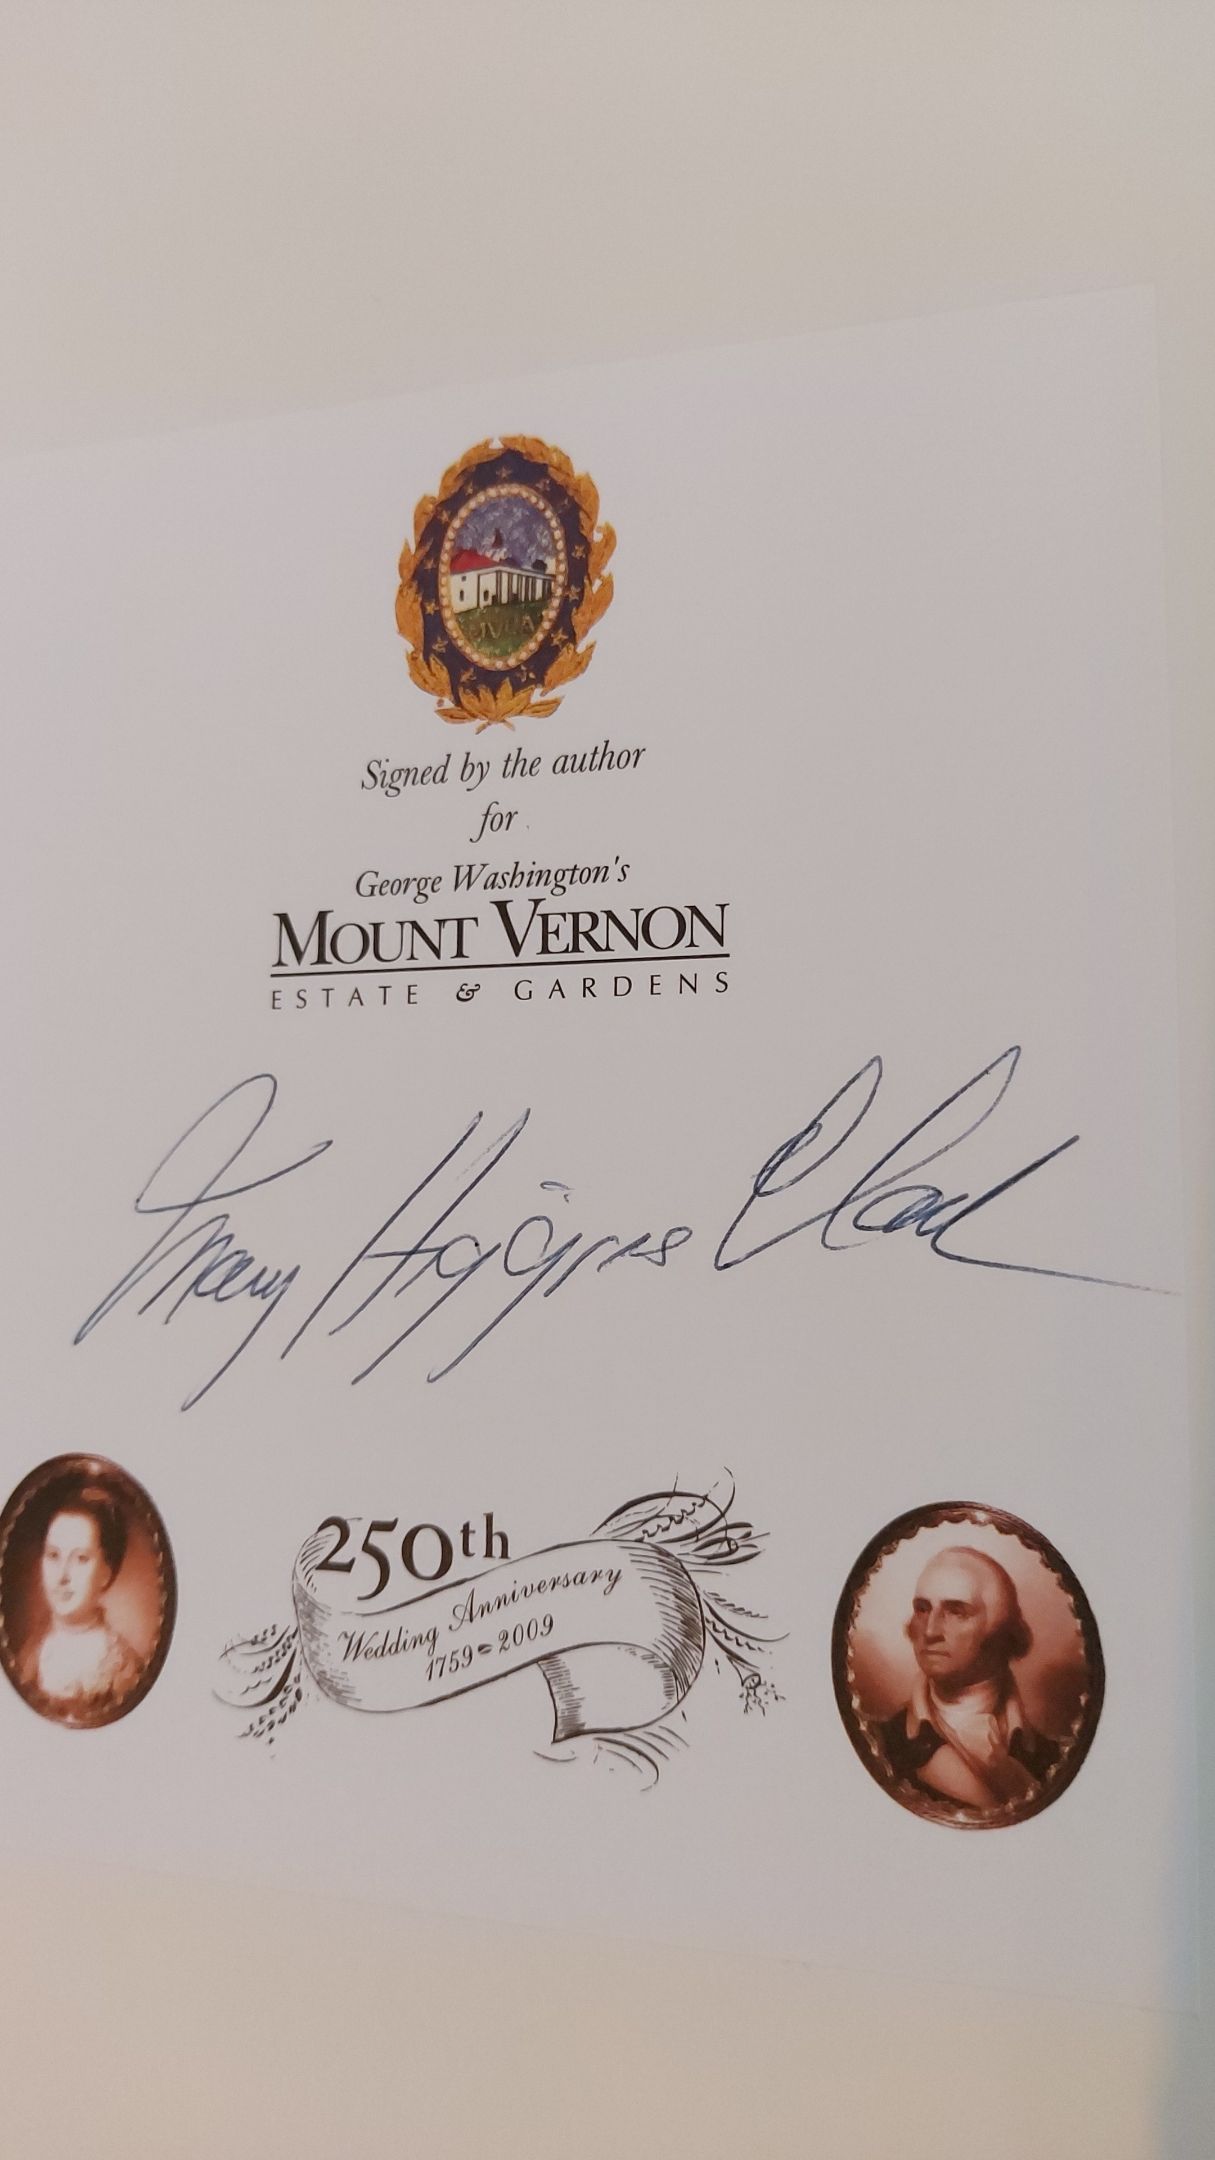 Signed by the author
for
George Washington's
MOUNT VERNON
ESTATE & GARDENS
Mary Higgins Clark
250th
Wedding Anniversary
1759-2009